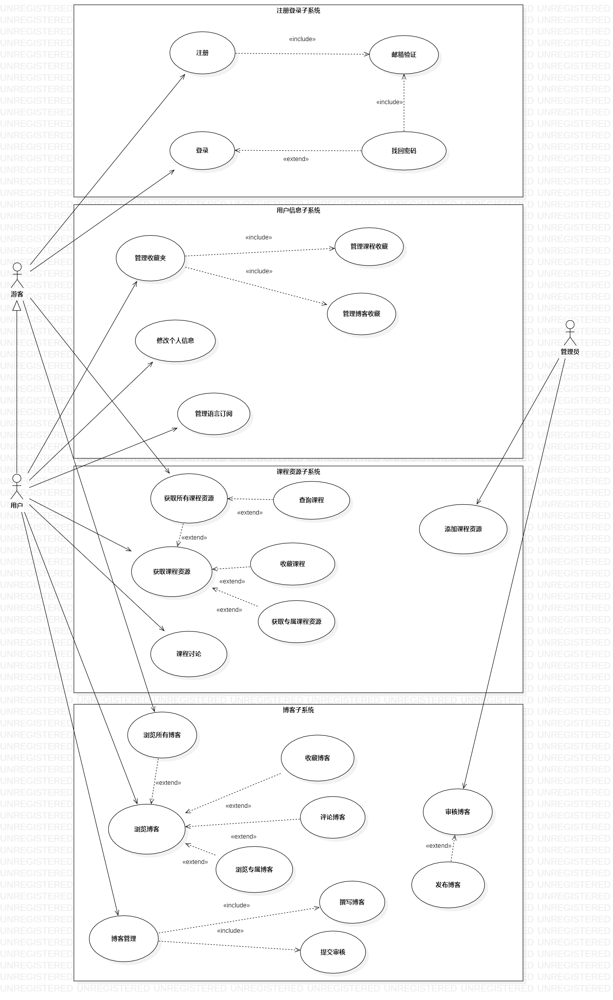 注册登录子系统
注册
«include»
邮箱验证
«include»
登录
«extend»
找回密码
用户信息子系统
管理收藏夹
«include»
管理课程收藏
«include»
管理博客收藏
游客
修改个人信息
管理员
管理语言订阅
用户
课程资源子系统
获取所有课程资源
«extend»
查询课程
添加课程资源
«extend»
获取课程资源
收藏课程
«extend»
«extend»
获取专属课程资源
课程讨论
博客子系统
浏览所有博客
收藏博客
«extend»
«extend»
浏览博客
评论博客
审核博客
«extend»
«extend»
«extend»
浏览专属博客
发布博客
«include»
撰写博客
«include»
博客管理
提交审核
UNREGISTERED